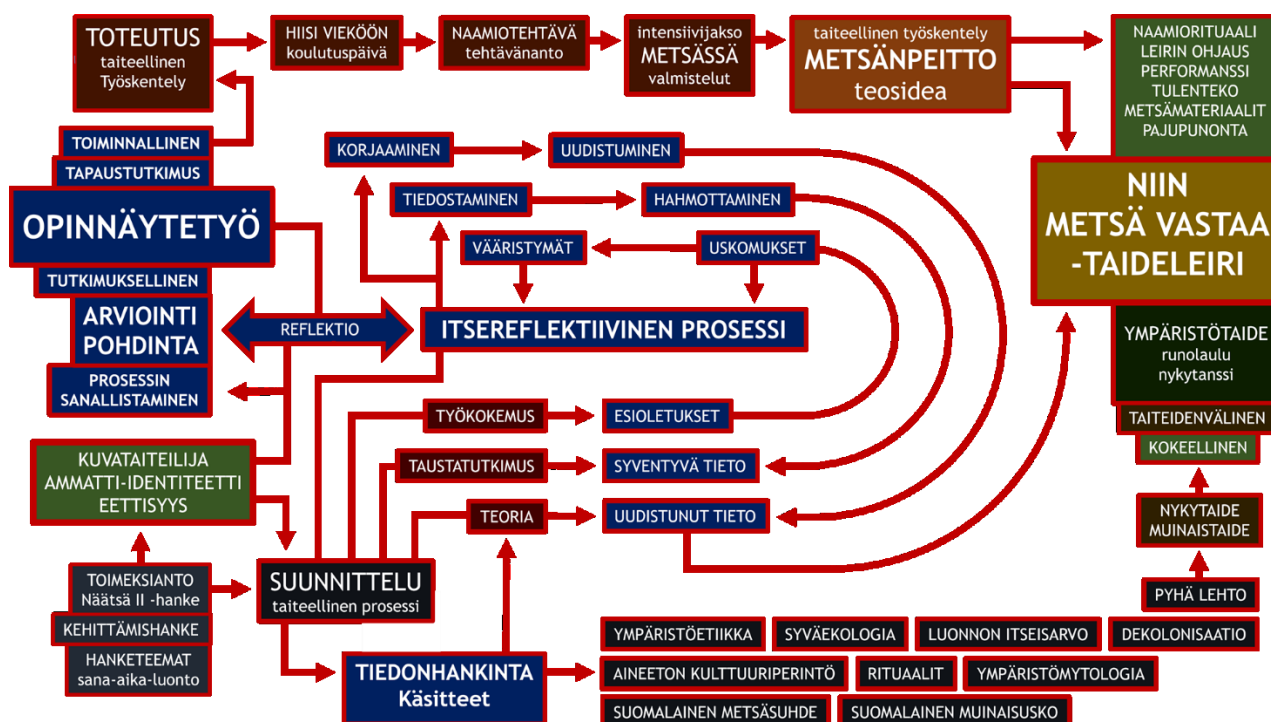 TOTEUTUS
taiteellinen
Työskentely
HIISI VIEKÖÖN
koulutuspäivä
NAAMIOTEHTÄVÄ
tehtävänanto
intensiivijakso
METSÄSSÄ
valmistelut
taiteellinen työskentely
METSÄNPEITTO
teosidea
NAAMIORITUAALI
LEIRIN OHJAUS
PERFORMANSSI
TULENTEKO
METSÄMATERIAALIT
PAJUPUNONTA
TOIMINNALLINEN
TAPAUSTUTKIMUS
OPINNÄYTETYÖ
TUTKIMUKSELLINEN
ARVIOINTI
POHDINTA
PROSESSIN
SANALLISTAMINEN
REFLEKTIO
KORJAAMINEN
UUDISTUMINEN
TIEDOSTAMINEN
HAHMOTTAMINEN
VÄÄRISTYMÄT
USKOMUKSET
ITSEREFLEKTIIVINEN PROSESSI
NIIN
METSÄ VASTAA
-TAIDELEIRI
YMPÄRISTÖTAIDE
runolaulu
nykytanssi
TAITEIDENVÄLINEN
KOKEELLINEN
NYKYTAIDE
MUINAISTAIDE
PYHÄ LEHTO
TYÖKOKEMUS
ESIOLETUKSET
TAUSTATUTKIMUS
SYVENTYVÄ TIETO
TEORIA
UUDISTUNUT TIETO
KUVATAITEILIJA
AMMATTI-IDENTITEETTI
EETTISYYS
TOIMEKSIANTO
Näätsä II -hanke
KEHITTÄMISHANKE
HANKETEEMAT
sana-aika-luonto
SUUNNITTELU
taiteellinen prosessi
TIEDONHANKINTA
Käsitteet
YMPÄRISTÖETIIKKA
SYVÄEKOLOGIA
LUONNON ITSEISARVO
DEKOLONISAATIO
AINEETON KULTTUURIPERINTÖ
RITUAALIT
YMPÄRISTÖMYTOLOGIA
SUOMALAINEN METSÄSUHDE
SUOMALAINEN MUINAISUSKO